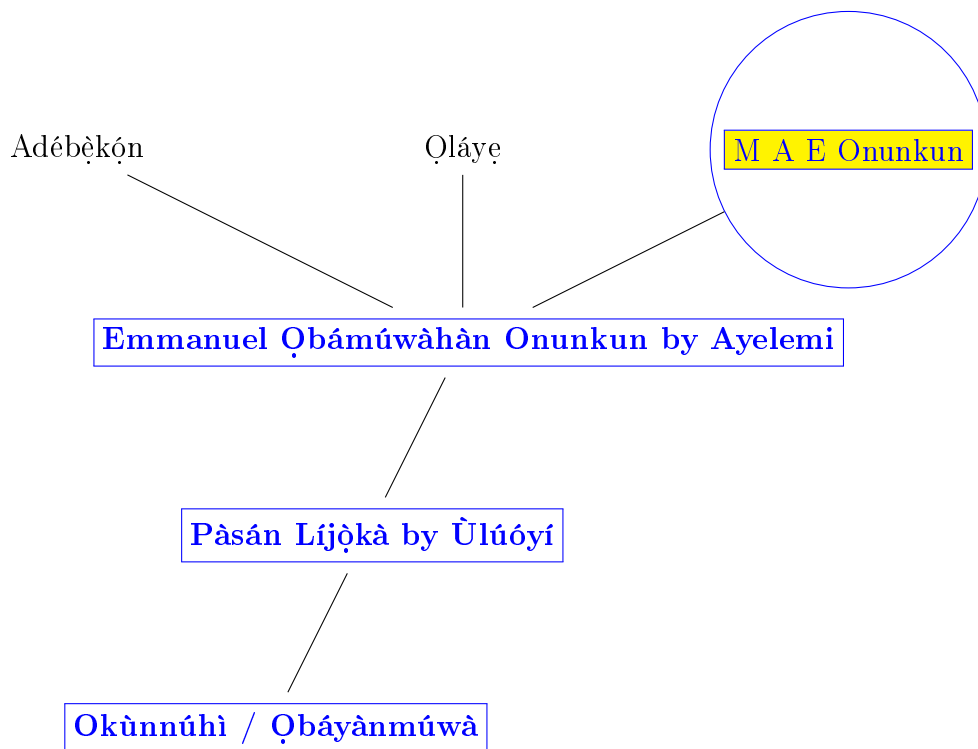 Adébẹ̀kọ́n
Ọláyẹ
M A E Onunkun
Emmanuel Ọbámúwàhàn Onunkun by Ayelemi
Pàsán Líjọ̀kà by Ùlúóyí
Okùnnúhì / Ọbáyànmúwà